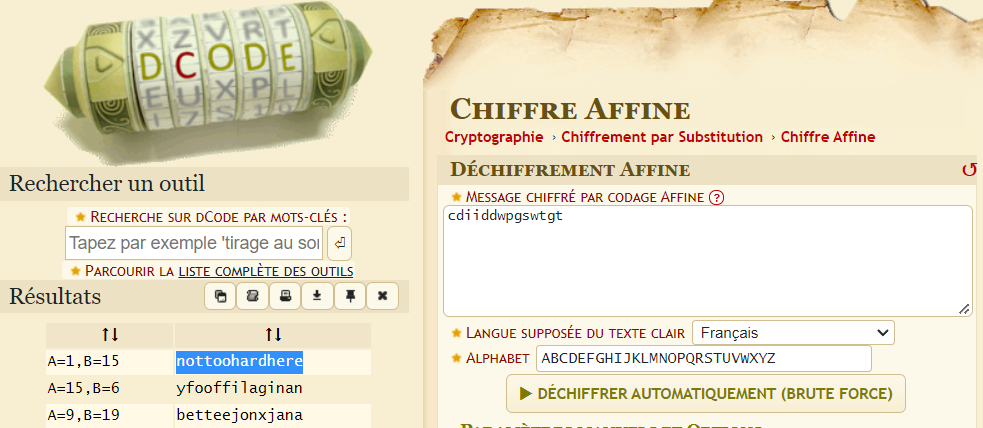 X Z V R T
D C O D E
E U X P L
Rechercher un outil
★ Recherche sur dCode par mots-clés :
Tapez par exemple 'tirage au sor
★ Parcourir la liste complète des outils
Résultats
↑↓ ↑↓
A=1,B=15 nottoohardhere
A=15,B=6 yfooffilaginan
A=9,B=19 betteejonxjana
Chiffre Affine
Cryptographie › Chiffrement par Substitution › Chiffre Affine
Déchiffrement Affine
★ Message chiffré par codage Affine ?
cdiiddwpgswtgt
★ Langue supposée du texte clair Français
★ Alphabet ABCDEFGHIJKLMNOPQRSTUVWXYZ
▶ DÉCHIFFRER AUTOMATIQUEMENT (BRUTE FORCE)